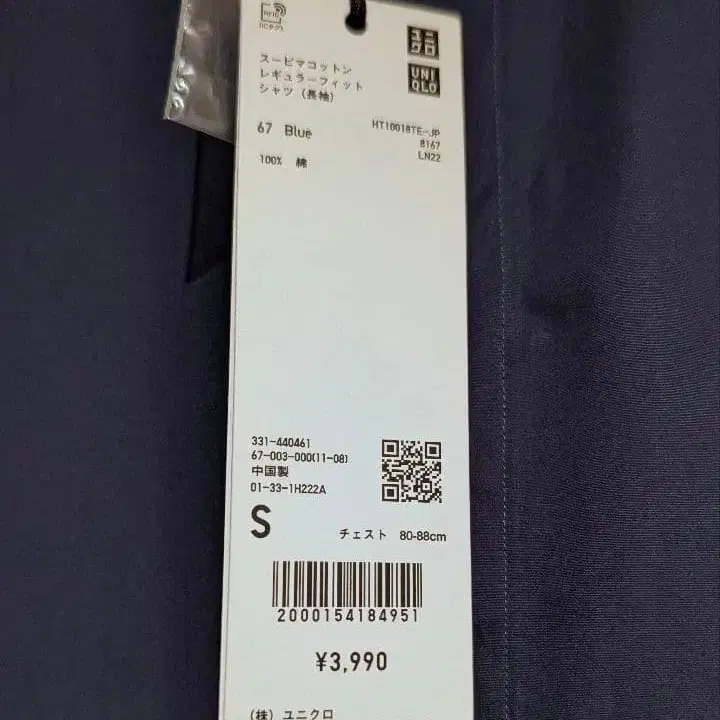 RFID
ICタグ
ユニクロ
UNIQLO
スーピマコットン
レギュラーフィット
シャツ(長袖)
67 Blue
HT10018TE-JP
8167
LN22
100% 棉
331-440461
67-003-000(11-08)
中国製
01-33-1H222A
S
チェスト 80-88cm
2000154184951
¥3,990
(株) ユニクロ